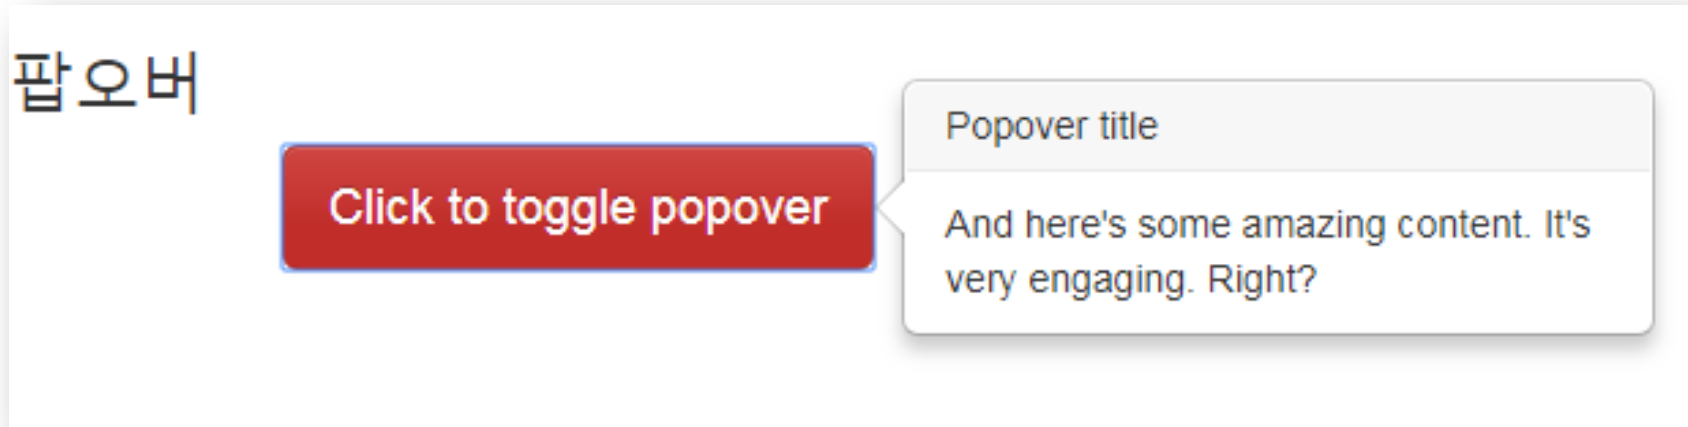 팝오버
Click to toggle popover
Popover title
And here's some amazing content. It's
very engaging. Right?